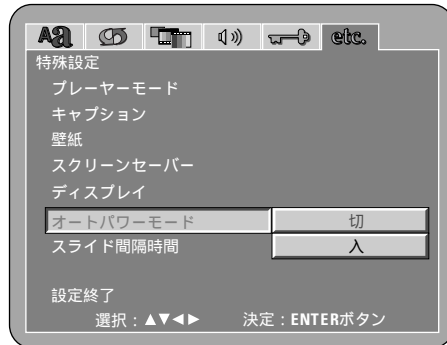 Aa etc.
特殊設定
プレーヤーモード
キャプション
壁紙
スクリーンセーバー
ディスプレイ
オートパワーモード 切
スライド間隔時間 入
設定終了
選択：▲▼◀▶ 決定：ENTERボタン